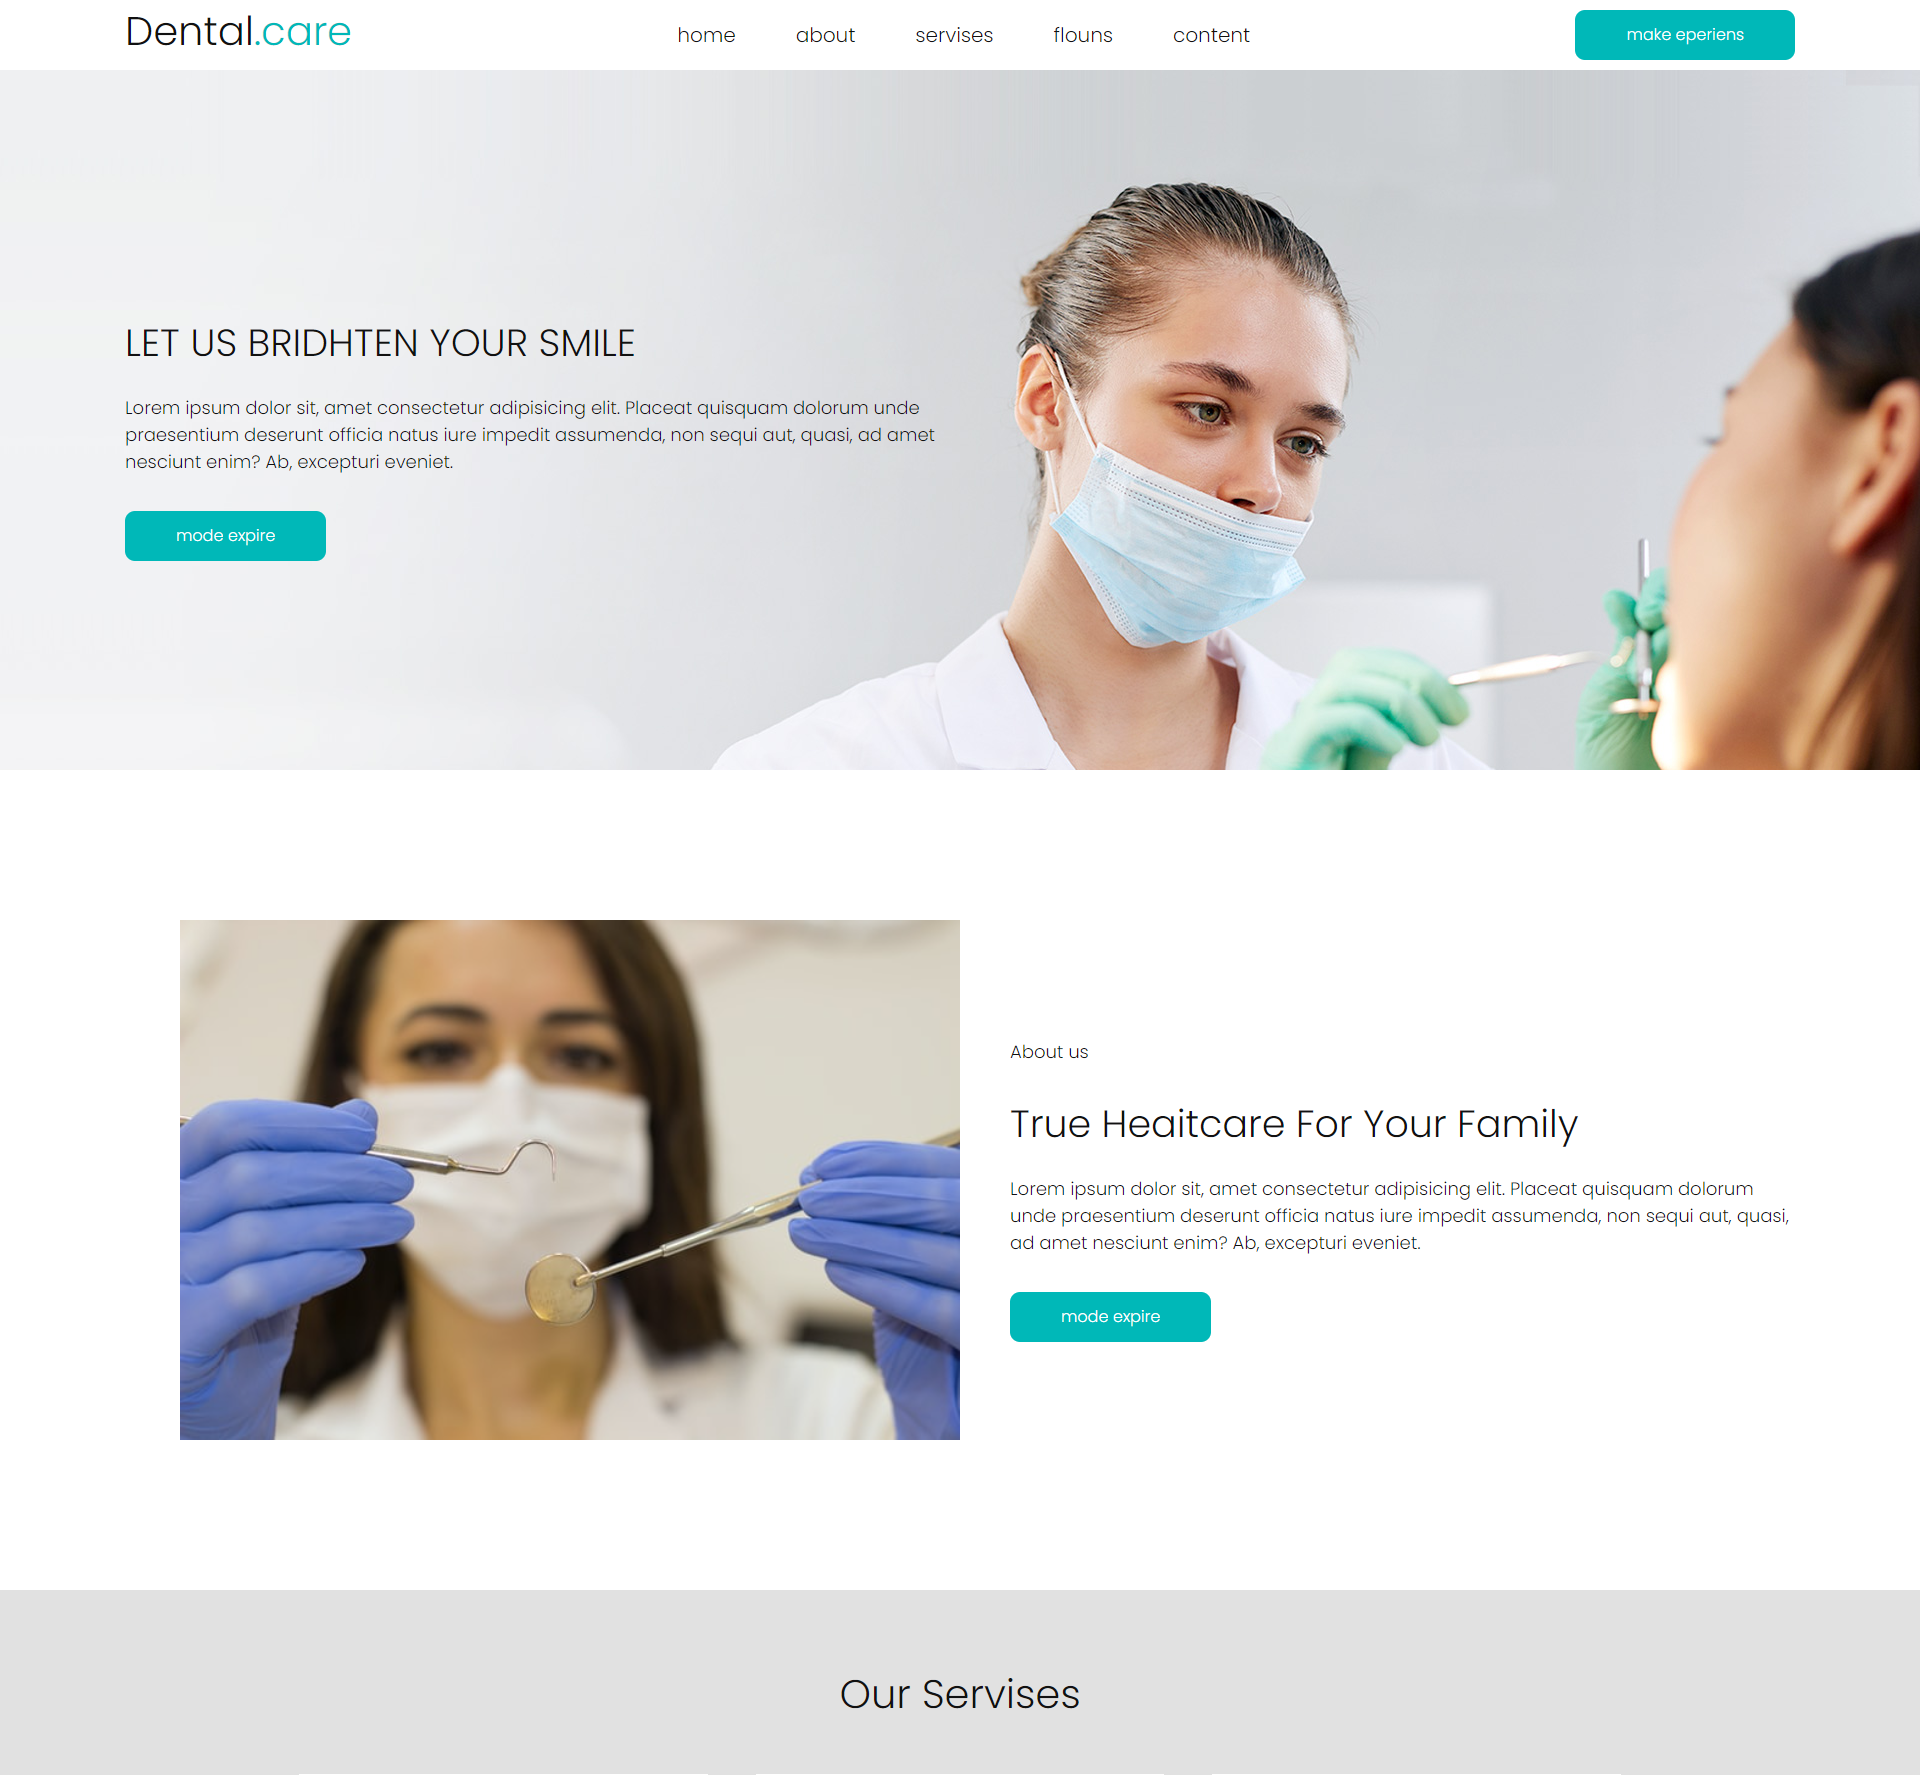 Dental.care
home about servises flouns content
make eperiens
LET US BRIDHTEN YOUR SMILE
Lorem ipsum dolor sit, amet consectetur adipisicing elit. Placeat quisquam dolorum unde
praesentium deserunt officia natus iure impedit assumenda, non sequi aut, quasi, ad amet
nesciunt enim? Ab, excepturi eveniet.
mode expire
About us
True Heaitcare For Your Family
Lorem ipsum dolor sit, amet consectetur adipisicing elit. Placeat quisquam dolorum
unde praesentium deserunt officia natus iure impedit assumenda, non sequi aut, quasi,
ad amet nesciunt enim? Ab, excepturi eveniet.
mode expire
Our Servises